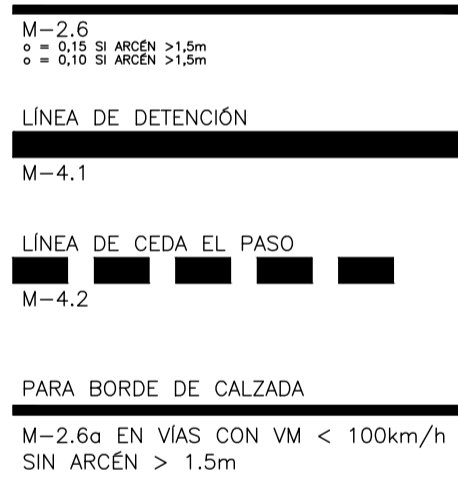 M-2.6
o = 0,15 SI ARCÉN >1,5m
o = 0,10 SI ARCÉN >1,5m
LÍNEA DE DETENCIÓN
M-4.1
LÍNEA DE CEDA EL PASO
M-4.2
PARA BORDE DE CALZADA
M-2.6a EN VÍAS CON VM < 100km/h
SIN ARCÉN > 1.5m